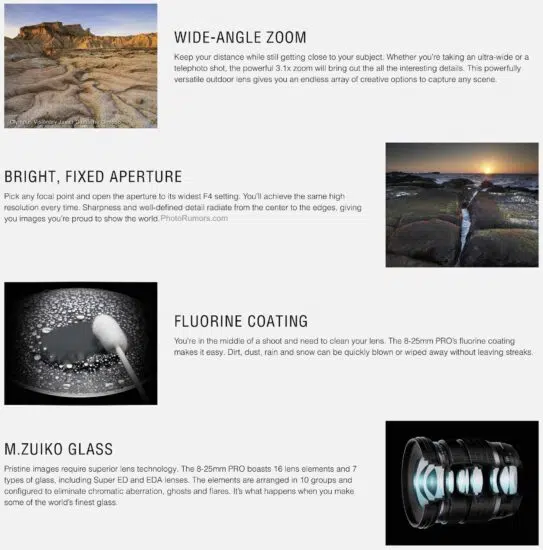 WIDE-ANGLE ZOOM
Keep your distance while still getting close to your subject. Whether you're taking an ultra-wide or a
telephoto shot, the powerful 3.1x zoom will bring out the all the interesting details. This powerfully
versatile outdoor lens gives you an endless array of creative options to capture any scene.
Olympus Visionary
BRIGHT, FIXED APERTURE
Pick any focal point and open the aperture to its widest F4 setting. You'll achieve the same high
resolution every time. Sharpness and well-defined detail radiate from the center to the edges, giving
you images you're proud to show the world.PhotoRumors.com
FLUORINE COATING
You're in the middle of a shoot and need to clean your lens. The 8-25mm PRO's fluorine coating
makes it easy. Dirt, dust, rain and snow can be quickly blown or wiped away without leaving streaks.
M.ZUIKO GLASS
Pristine images require superior lens technology. The 8-25mm PRO boasts 16 lens elements and 7
types of glass, including Super ED and EDA lenses. The elements are arranged in 10 groups and
configured to eliminate chromatic aberration, ghosts and flares. It's what happens when you make
some of the world's finest glass.